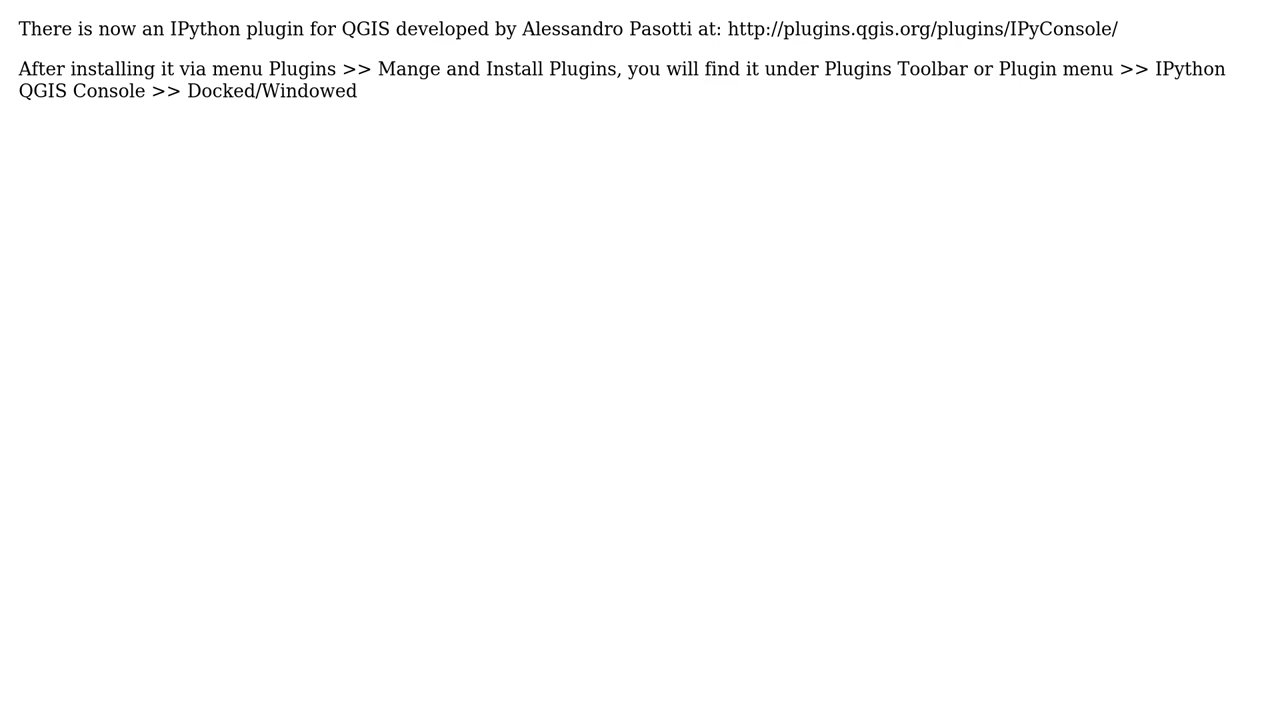 There is now an IPython plugin for QGIS developed by Alessandro Pasotti at: http://plugins.qgis.org/plugins/IPyConsole/
After installing it via menu Plugins >> Mange and Install Plugins, you will find it under Plugins Toolbar or Plugin menu >> IPython
QGIS Console >> Docked/Windowed